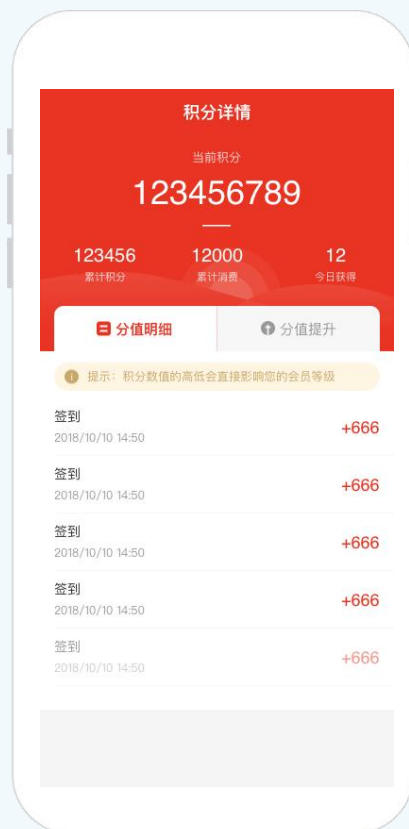 积分详情
当前积分
123456789
123456 12000 12
累计积分 累计消费 今日获得
分值明细 分值提升
提示：积分数值的高低会直接影响您的会员等级
签到
+666
2018/10/10 14:50
签到
+666
2018/10/10 14:50
签到
+666
2018/10/10 14:50
签到
+666
2018/10/10 14:50
签到
+666
2018/10/10 14:50